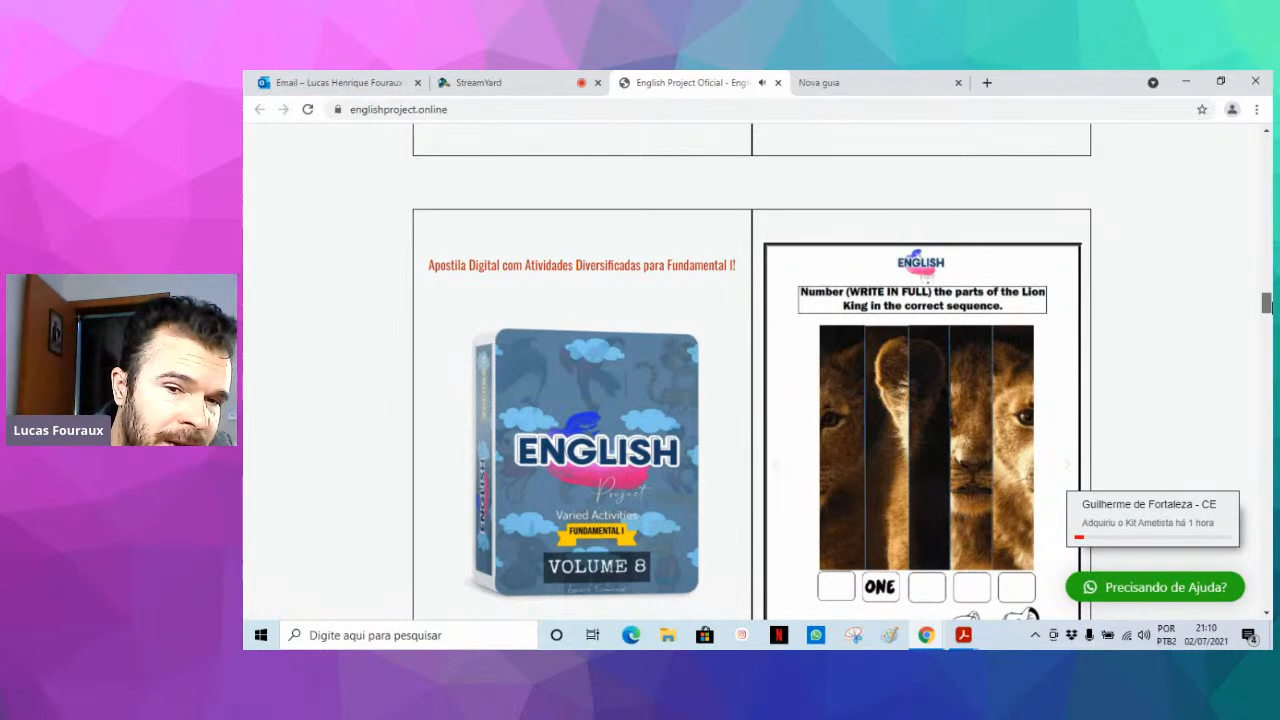 Email – Lucas Henrique Fouraux
StreamYard
English Project Oficial - Eng
Nova guia
englishproject.online
Apostila Digital com Atividades Diversificadas para Fundamental I!
ENGLISH
Project
Varied Activities
FUNDAMENTAL I
VOLUME 8
ENGLISH
Number (WRITE IN FULL) the parts of the Lion
King in the correct sequence.
ONE
Guilherme de Fortaleza - CE
Adquiriu o Kit Ametista há 1 hora
Precisando de Ajuda?
Lucas Fouraux
Digite aqui para pesquisar
POR
PTB2
21:10
02/07/2021
4